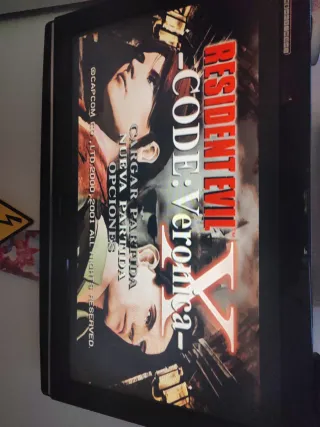 RESIDENT EVIL
-CODE:Veronica-
X
CARGAR PARTIDA
NUEVA PARTIDA
OPCIONES
©CAPCOM CO., LTD. 2000, 2001 ALL RIGHTS RESERVED.